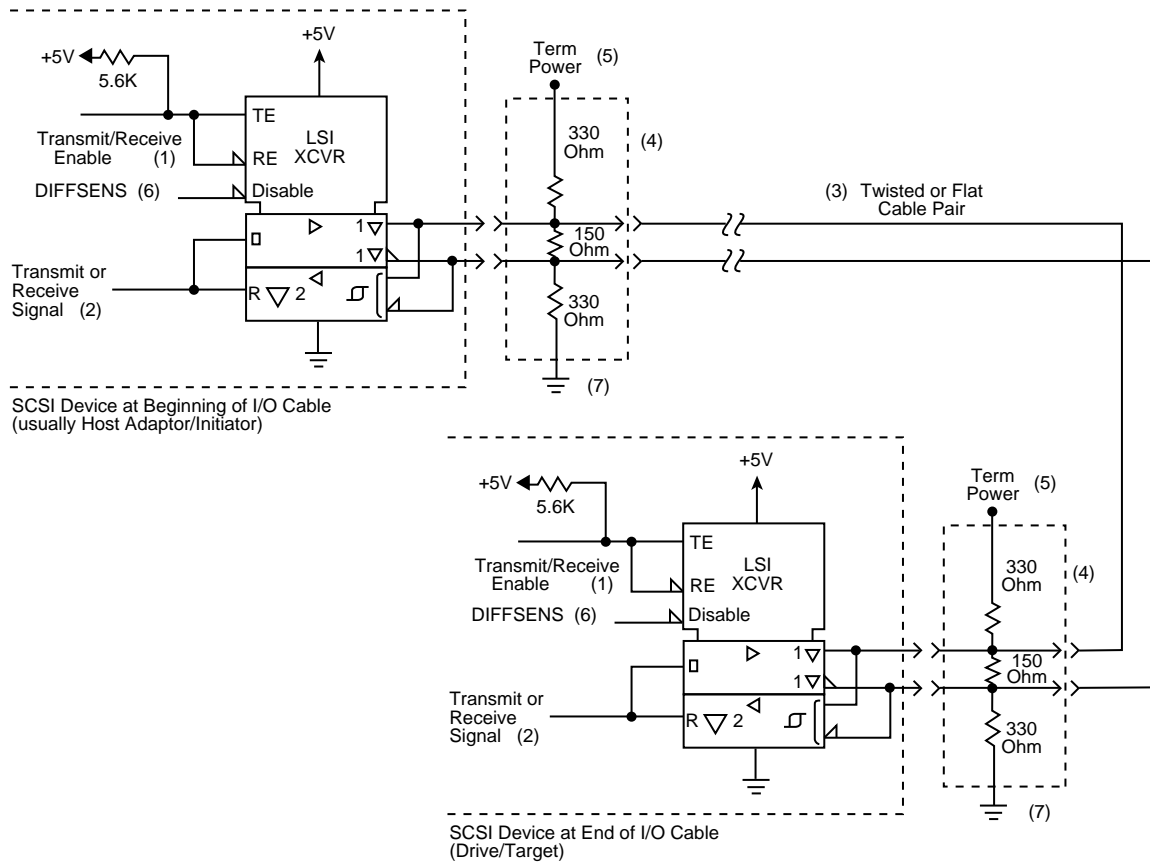 +5V
+5V
5.6K
TE
LSI
XCVR
Transmit/Receive
Enable (1)
RE
DIFFSENS (6)
Disable
1
1
Transmit or
Receive
Signal (2)
R
2
Term
Power (5)
330
Ohm
(4)
150
Ohm
330
Ohm
(7)
(3) Twisted or Flat
Cable Pair
SCSI Device at Beginning of I/O Cable
(usually Host Adaptor/Initiator)
+5V
+5V
5.6K
TE
LSI
XCVR
Transmit/Receive
Enable (1)
RE
DIFFSENS (6)
Disable
1
1
Transmit or
Receive
Signal (2)
R
2
Term
Power (5)
330
Ohm
(4)
150
Ohm
330
Ohm
(7)
SCSI Device at End of I/O Cable
(Drive/Target)